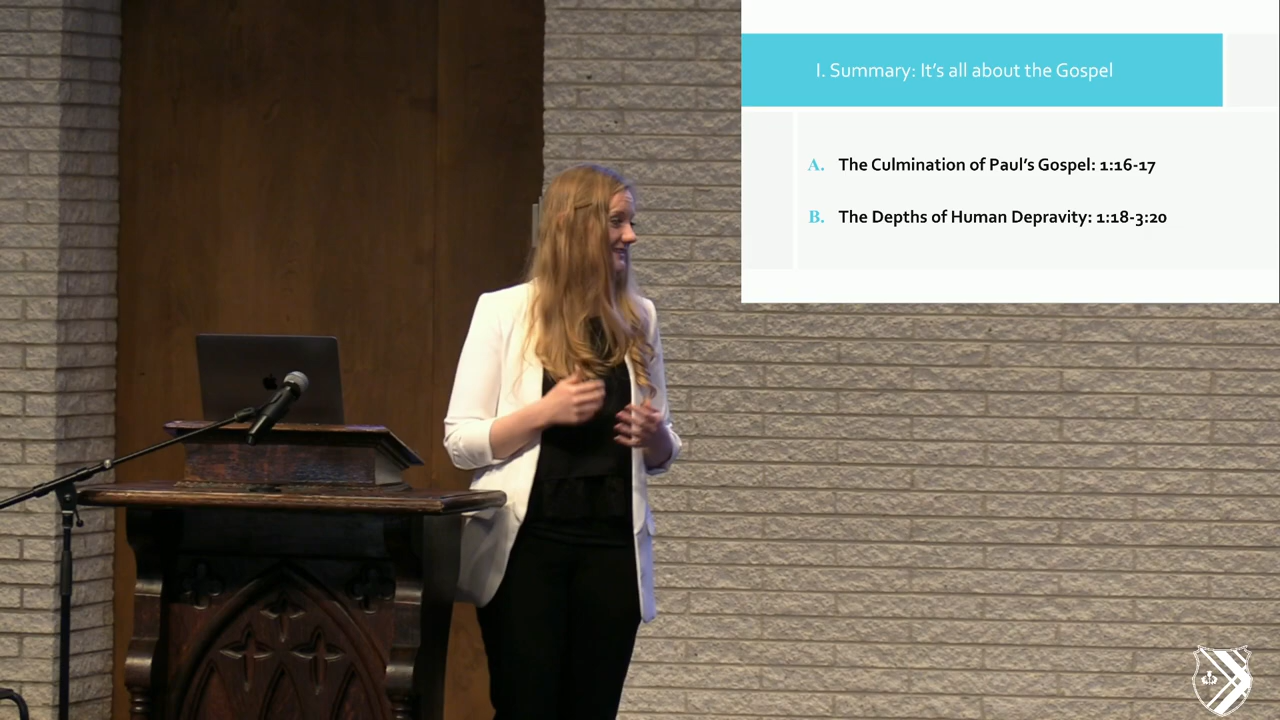 I. Summary: It's all about the Gospel
A. The Culmination of Paul's Gospel: 1:16-17
B. The Depths of Human Depravity: 1:18-3:20